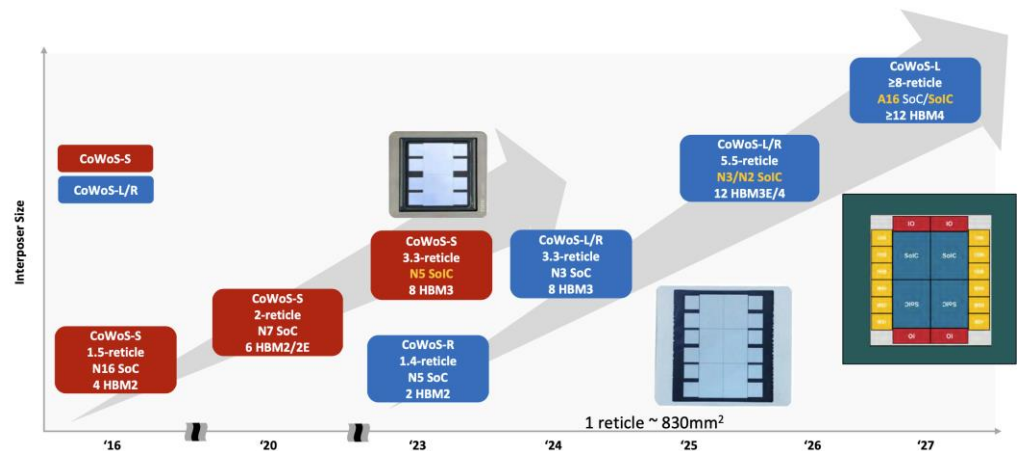 Interposer Size
CoWoS-S
CoWoS-L/R
CoWoS-S
1.5-reticle
N16 SoC
4 HBM2
CoWoS-S
2-reticle
N7 SoC
6 HBM2/2E
CoWoS-S
3.3-reticle
N5 SoIC
8 HBM3
CoWoS-R
1.4-reticle
N5 SoC
2 HBM2
CoWoS-L/R
3.3-reticle
N3 SoC
8 HBM3
CoWoS-L/R
5.5-reticle
N3/N2 SoIC
12 HBM3E/4
CoWoS-L
≥8-reticle
A16 SoC/SoIC
≥12 HBM4
IO IO
SoIC SoIC
SoIC SoIC
IO IO
1 reticle ~ 830mm²
'16 '20 '23 '24 '25 '26 '27